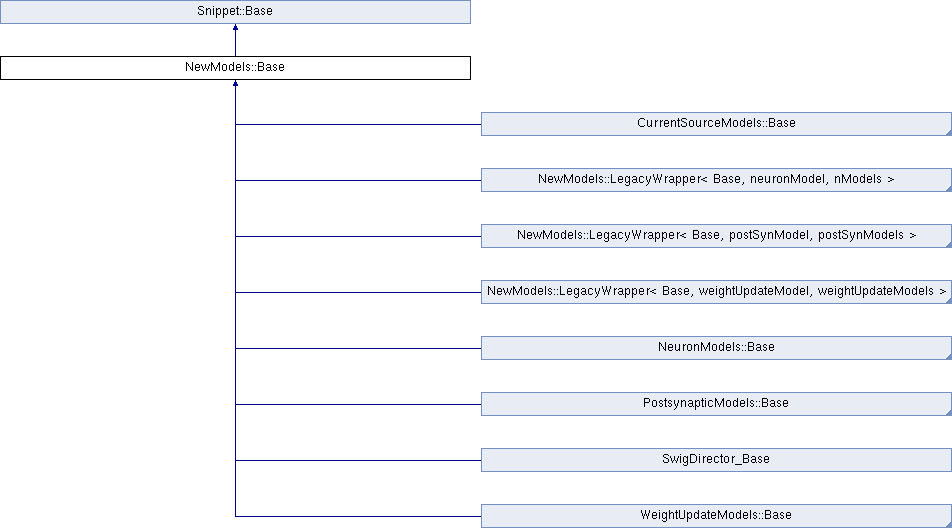 Snippet::Base
NewModels::Base
CurrentSourceModels::Base
NewModels::LegacyWrapper< Base, neuronModel, nModels >
NewModels::LegacyWrapper< Base, postSynModel, postSynModels >
NewModels::LegacyWrapper< Base, weightUpdateModel, weightUpdateModels >
NeuronModels::Base
PostsynapticModels::Base
SwigDirector_Base
WeightUpdateModels::Base